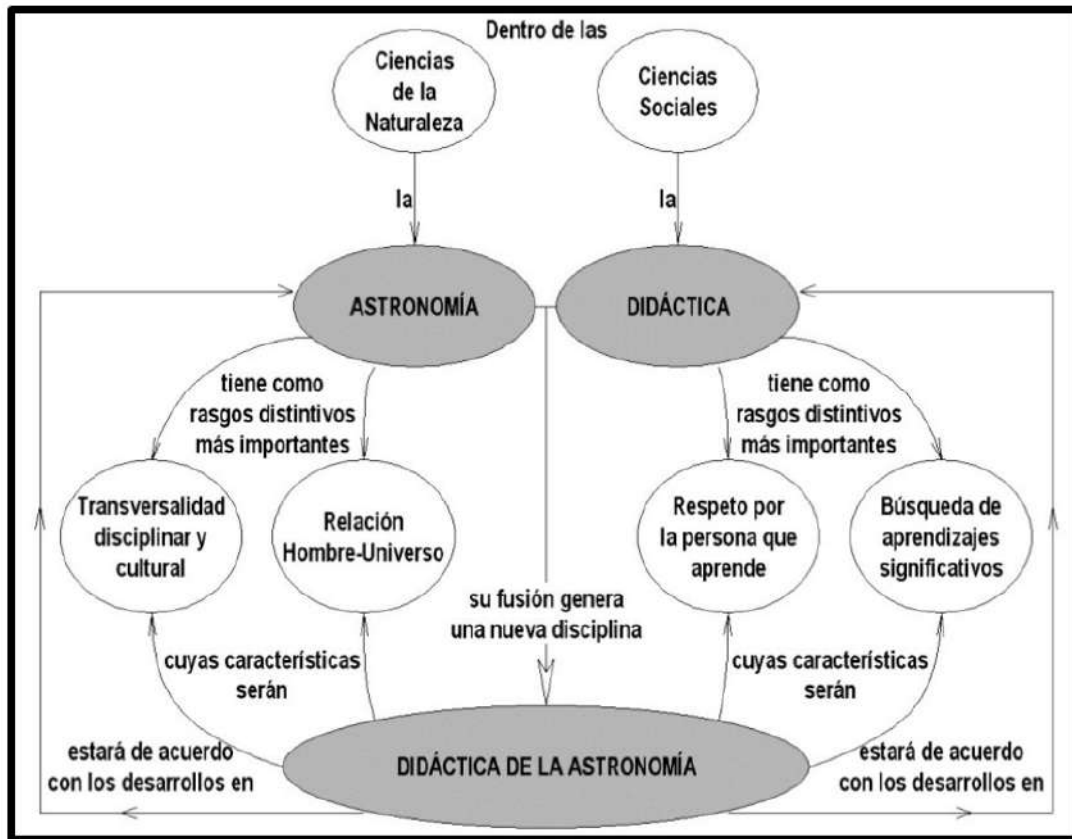 Dentro de las
Ciencias
de la
Naturaleza
Ciencias
Sociales
la
la
ASTRONOMÍA
DIDÁCTICA
tiene como
rasgos distintivos
más importantes
tiene como
rasgos distintivos
más importantes
Transversalidad
disciplinar y
cultural
Relación
Hombre-Universo
Respeto por
la persona que
aprende
Búsqueda de
aprendizajes
significativos
su fusión genera
una nueva disciplina
cuyas características
serán
cuyas características
serán
DIDÁCTICA DE LA ASTRONOMÍA
estará de acuerdo
con los desarrollos en
estará de acuerdo
con los desarrollos en